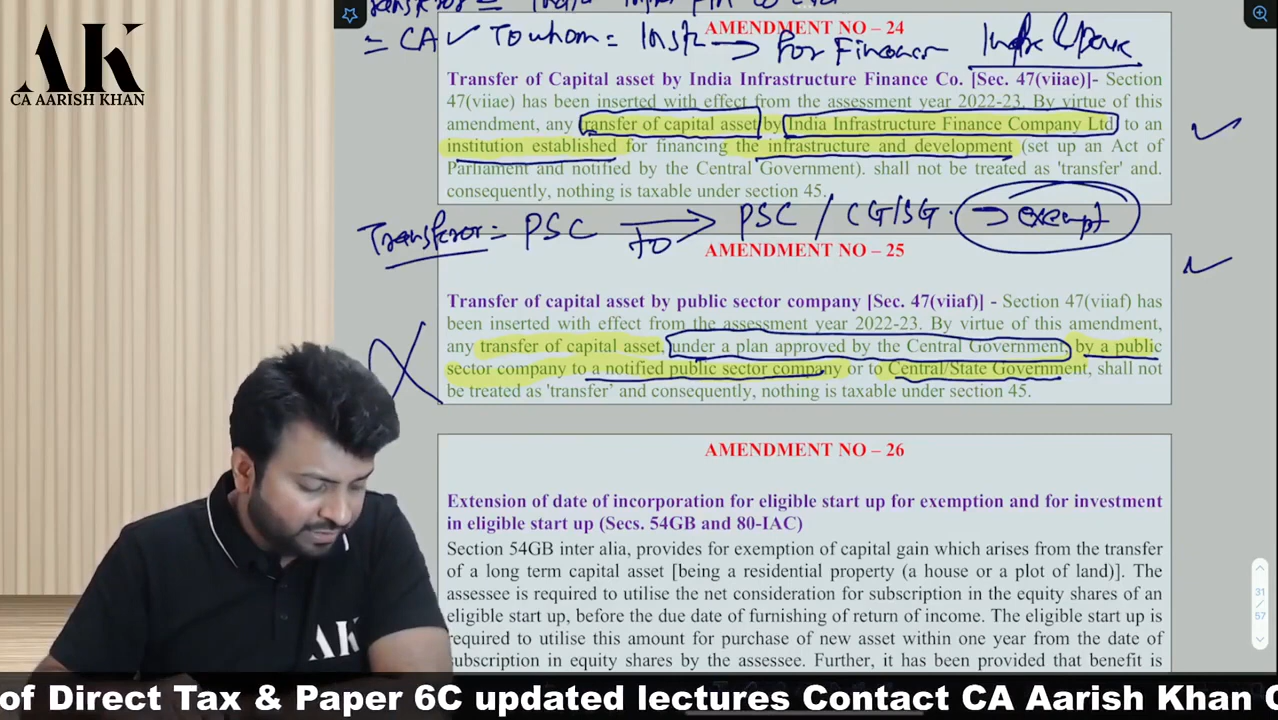 AK
CA AARISH KHAN
AMENDMENT NO – 24
= CA To whom = Inst → For Finance
Transfer of Capital asset by India Infrastructure Finance Co. [Sec. 47(viiae)]- Section
47(viiae) has been inserted with effect from the assessment year 2022-23. By virtue of this
amendment, any transfer of capital asset by India Infrastructure Finance Company Ltd to an
institution established for financing the infrastructure and development (set up an Act of
Parliament and notified by the Central Government). shall not be treated as 'transfer' and.
consequently, nothing is taxable under section 45.
Transferor = PSC to → PSC / CG/SG. → exempt
AMENDMENT NO – 25
Transfer of capital asset by public sector company [Sec. 47(viiaf)] - Section 47(viiaf) has
been inserted with effect from the assessment year 2022-23. By virtue of this amendment,
any transfer of capital asset, under a plan approved by the Central Government, by a public
sector company to a notified public sector company or to Central/State Government, shall not
be treated as 'transfer' and consequently, nothing is taxable under section 45.
AMENDMENT NO – 26
Extension of date of incorporation for eligible start up for exemption and for investment
in eligible start up (Secs. 54GB and 80-IAC)
Section 54GB inter alia, provides for exemption of capital gain which arises from the transfer
of a long term capital asset [being a residential property (a house or a plot of land)]. The
assessee is required to utilise the net consideration for subscription in the equity shares of an
eligible start up, before the due date of furnishing of return of income. The eligible start up is
required to utilise this amount for purchase of new asset within one year from the date of
subscription in equity shares by the assessee. Further, it has been provided that benefit is
31
57
AK
of Direct Tax & Paper 6C updated lectures Contact CA Aarish Khan